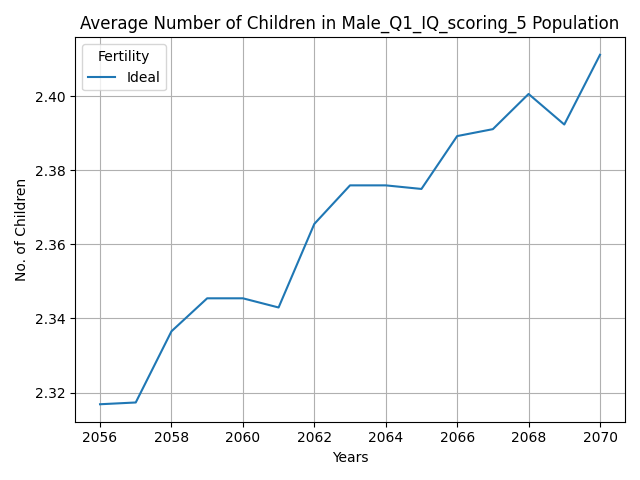 Average Number of Children in Male_Q1_IQ_scoring_5 Population
Fertility
Ideal
No. of Children
2.40
2.38
2.36
2.34
2.32
2056 2058 2060 2062 2064 2066 2068 2070
Years